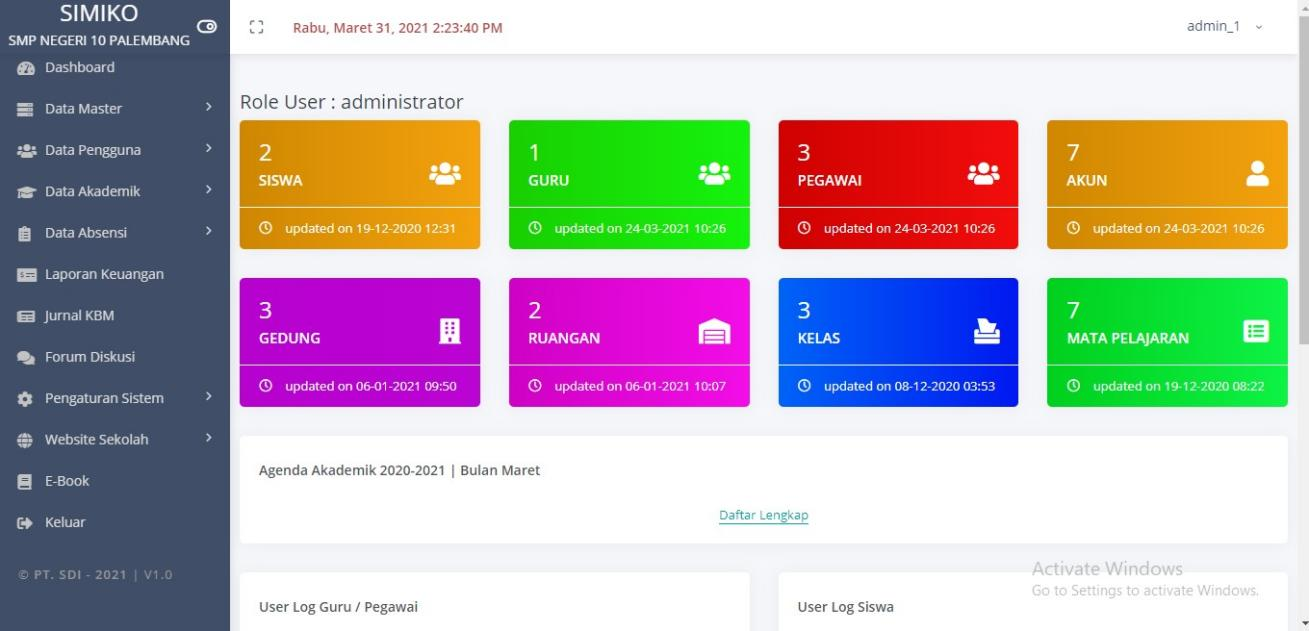 SIMIKO
SMP NEGERI 10 PALEMBANG
Dashboard
Data Master
Data Pengguna
Data Akademik
Data Absensi
Laporan Keuangan
Jurnal KBM
Forum Diskusi
Pengaturan Sistem
Website Sekolah
E-Book
Keluar
© PT. SDI - 2021 | V1.0
Rabu, Maret 31, 2021 2:23:40 PM
admin_1
Role User : administrator
2
SISWA
updated on 19-12-2020 12:31
1
GURU
updated on 24-03-2021 10:26
3
PEGAWAI
updated on 24-03-2021 10:26
7
AKUN
updated on 24-03-2021 10:26
3
GEDUNG
updated on 06-01-2021 09:50
2
RUANGAN
updated on 06-01-2021 10:07
3
KELAS
updated on 08-12-2020 03:53
7
MATA PELAJARAN
updated on 19-12-2020 08:22
Agenda Akademik 2020-2021 | Bulan Maret
Daftar Lengkap
User Log Guru / Pegawai
User Log Siswa
Activate Windows
Go to Settings to activate Windows.